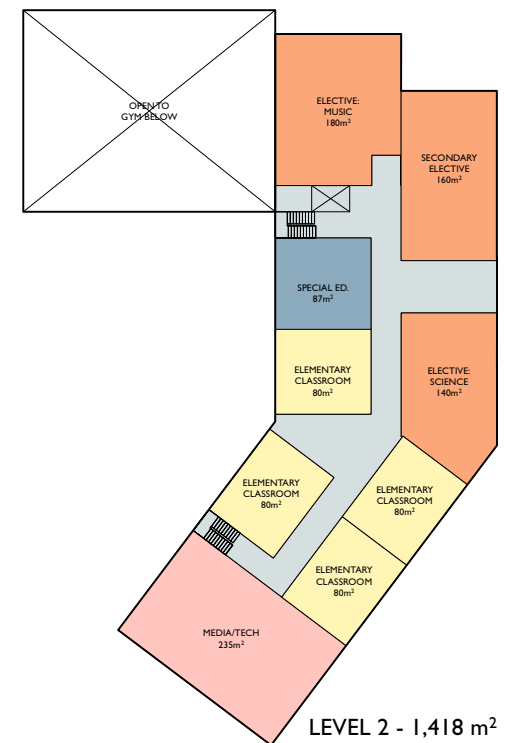 OPEN TO
GYM BELOW
ELECTIVE:
MUSIC
180m²
SECONDARY
ELECTIVE
160m²
SPECIAL ED.
87m²
ELEMENTARY
CLASSROOM
80m²
ELECTIVE:
SCIENCE
140m²
ELEMENTARY
CLASSROOM
80m²
ELEMENTARY
CLASSROOM
80m²
ELEMENTARY
CLASSROOM
80m²
MEDIA/TECH
235m²
LEVEL 2 - 1,418 m²